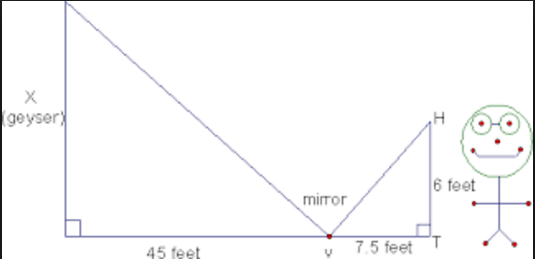 X
(geyser)
H
6 feet
mirror
45 feet
v
7.5 feet
T